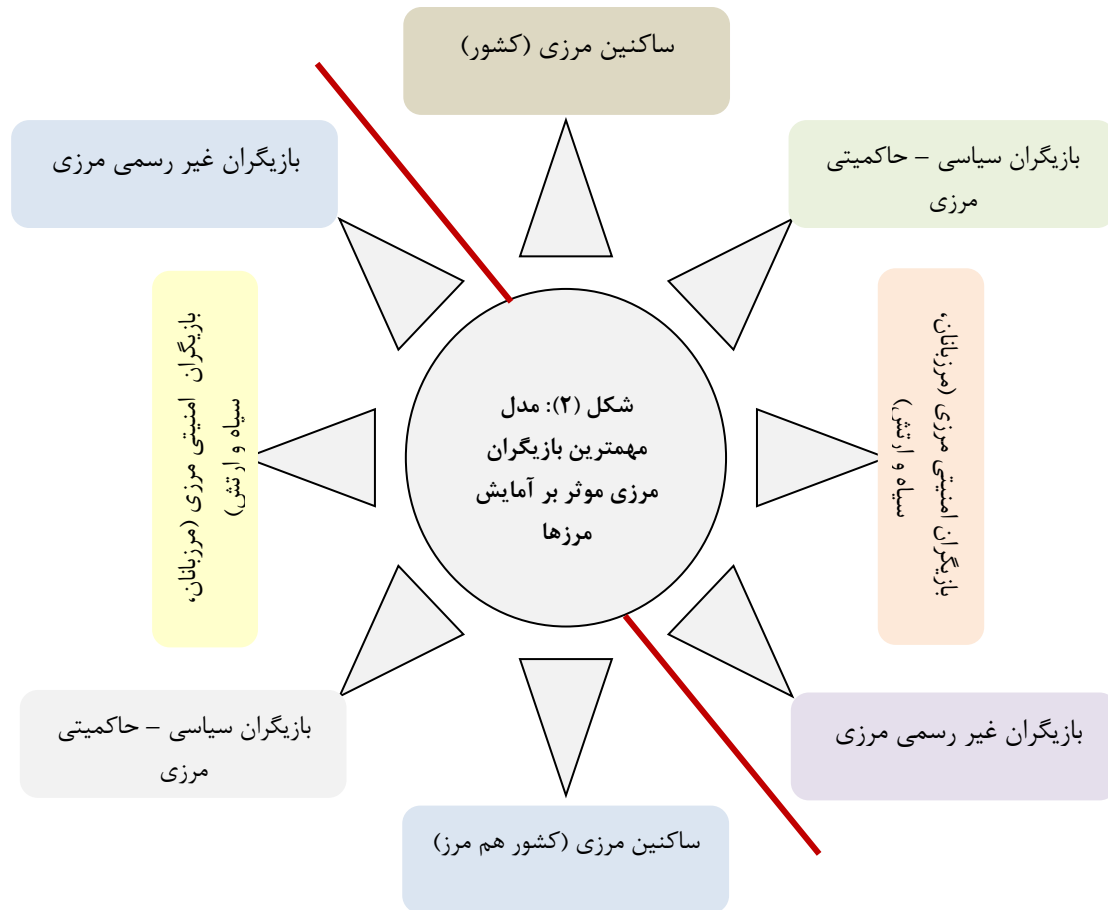 ساکنین مرزی (کشور)
بازیگران سیاسی – حاکمیتی
مرزی
بازیگران غیر رسمی مرزی
بازیگران امنیتی مرزی (مرزبانان،
سپاه و ارتش)
بازیگران امنیتی مرزی (مرزبانان،
سپاه و ارتش)
شکل (۲): مدل
مهمترین بازیگران
مرزی موثر بر آمایش
مرزها
بازیگران غیر رسمی مرزی
بازیگران سیاسی – حاکمیتی
مرزی
ساکنین مرزی (کشور هم مرز)